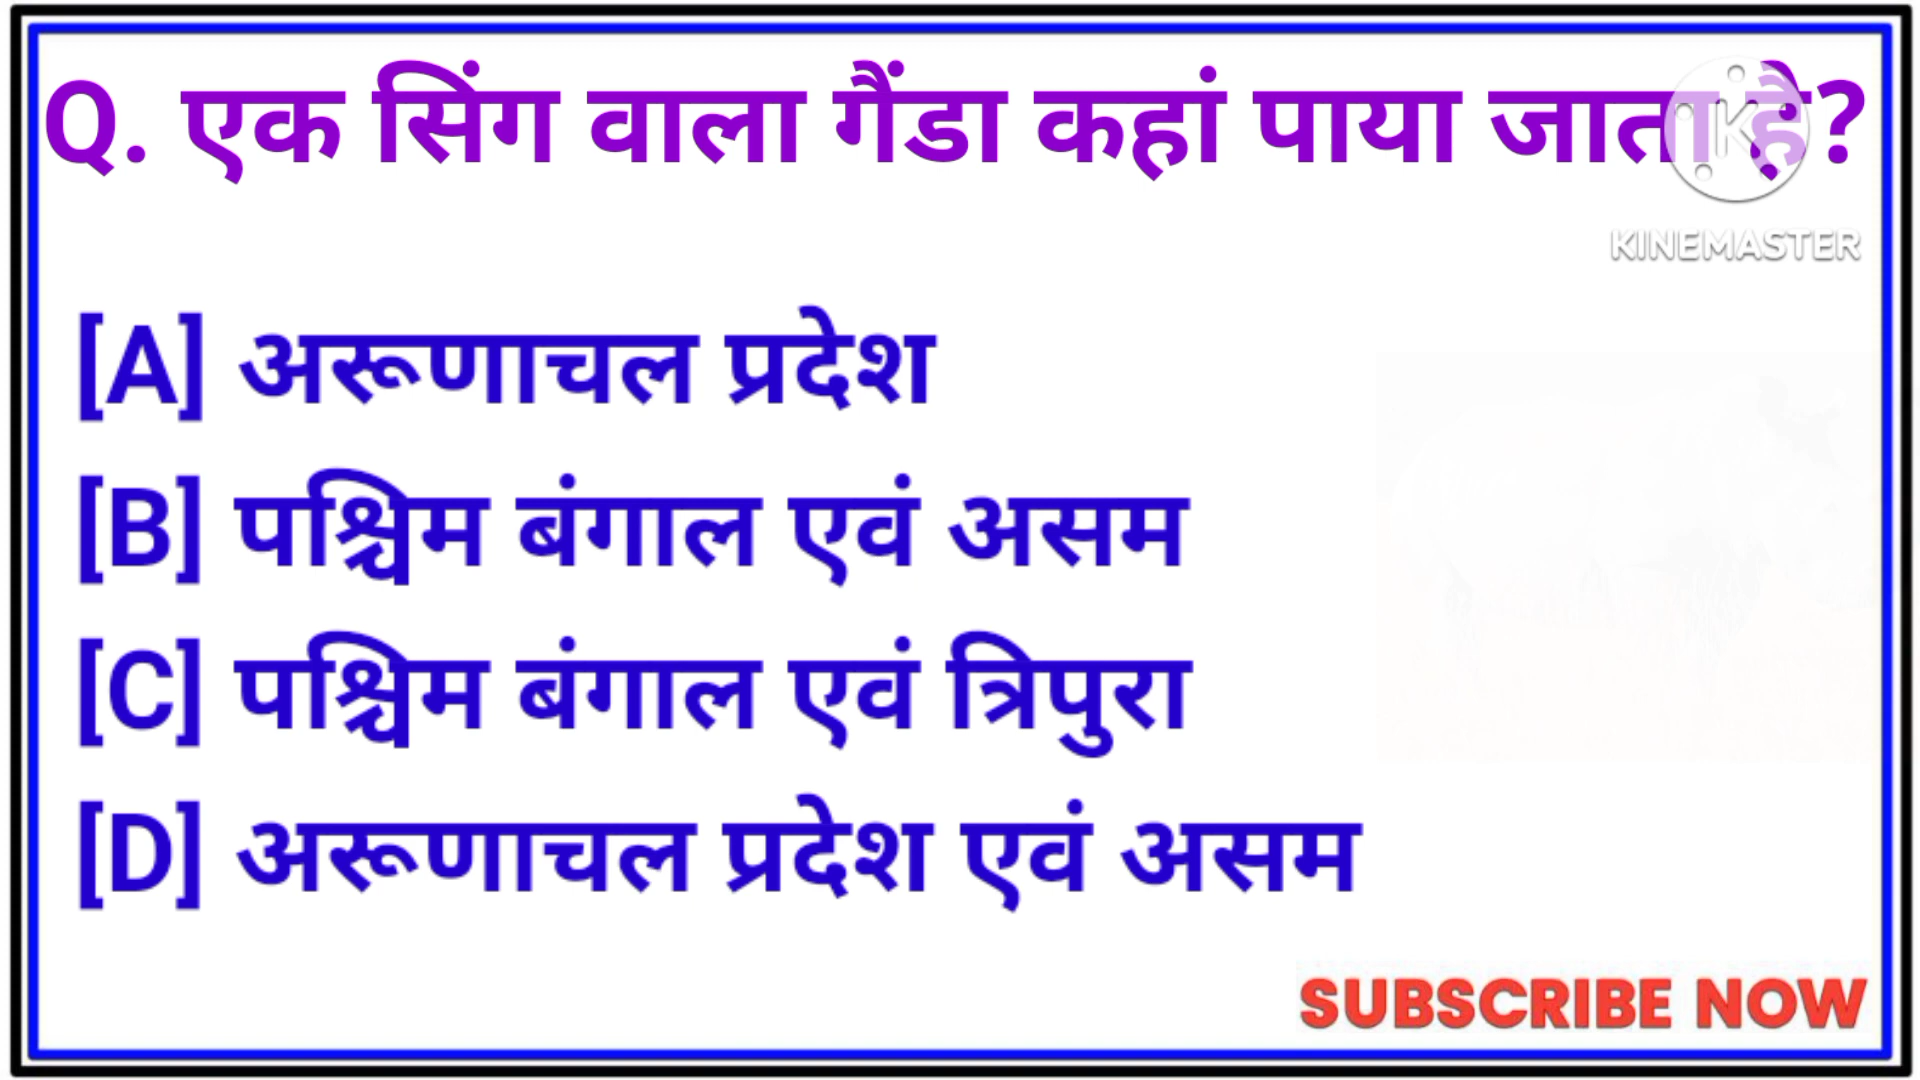 Q. एक सिंग वाला गैंडा कहां पाया जाता है?
KINEMASTER
[A] अरूणाचल प्रदेश
[B] पश्चिम बंगाल एवं असम
[C] पश्चिम बंगाल एवं त्रिपुरा
[D] अरूणाचल प्रदेश एवं असम
SUBSCRIBE NOW